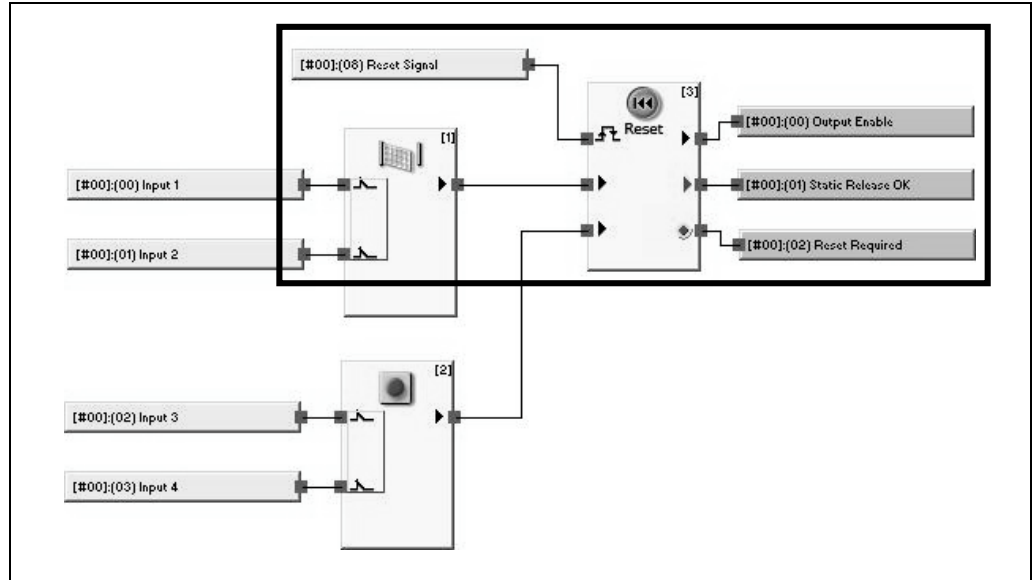 [#00]:(08) Reset Signal
[3]
Reset
[#00]:(00) Output Enable
[1]
[#00]:(00) Input 1
[#00]:(01) Static Release OK
[#00]:(01) Input 2
[#00]:(02) Reset Required
[2]
[#00]:(02) Input 3
[#00]:(03) Input 4